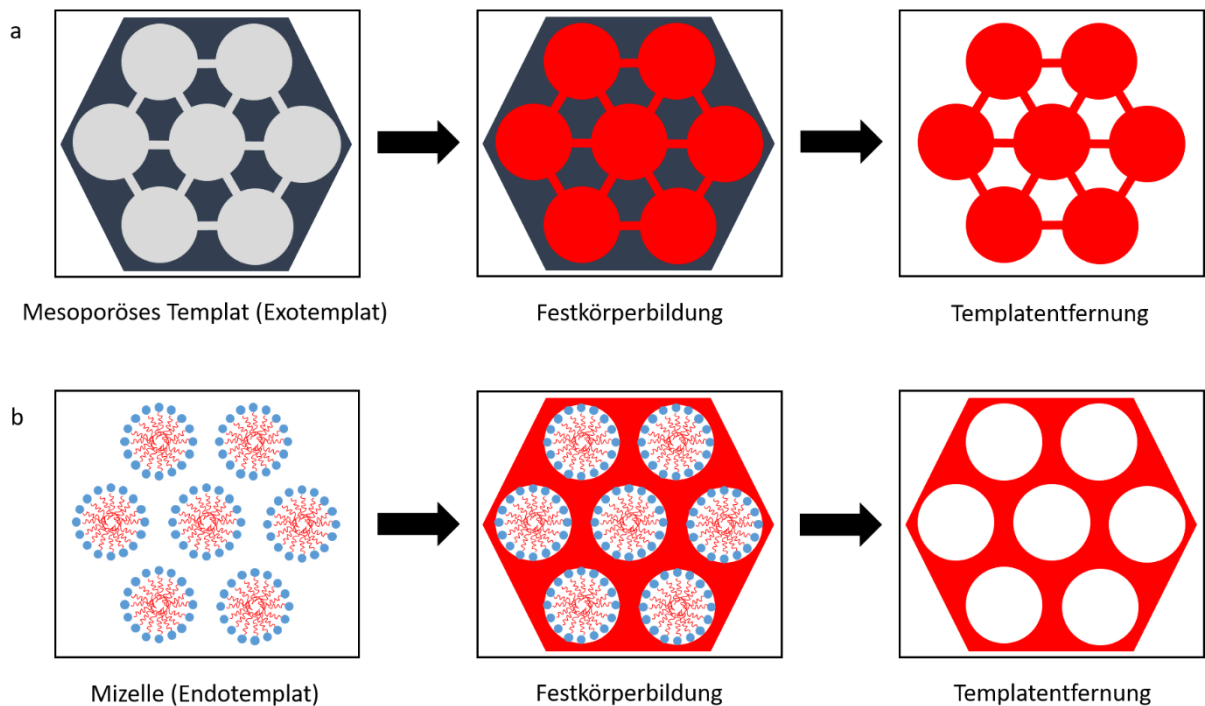 a
Mesoporöses Templat (Exotemplat)
Festkörperbildung
Templatentfernung
b
Mizelle (Endotemplat)
Festkörperbildung
Templatentfernung